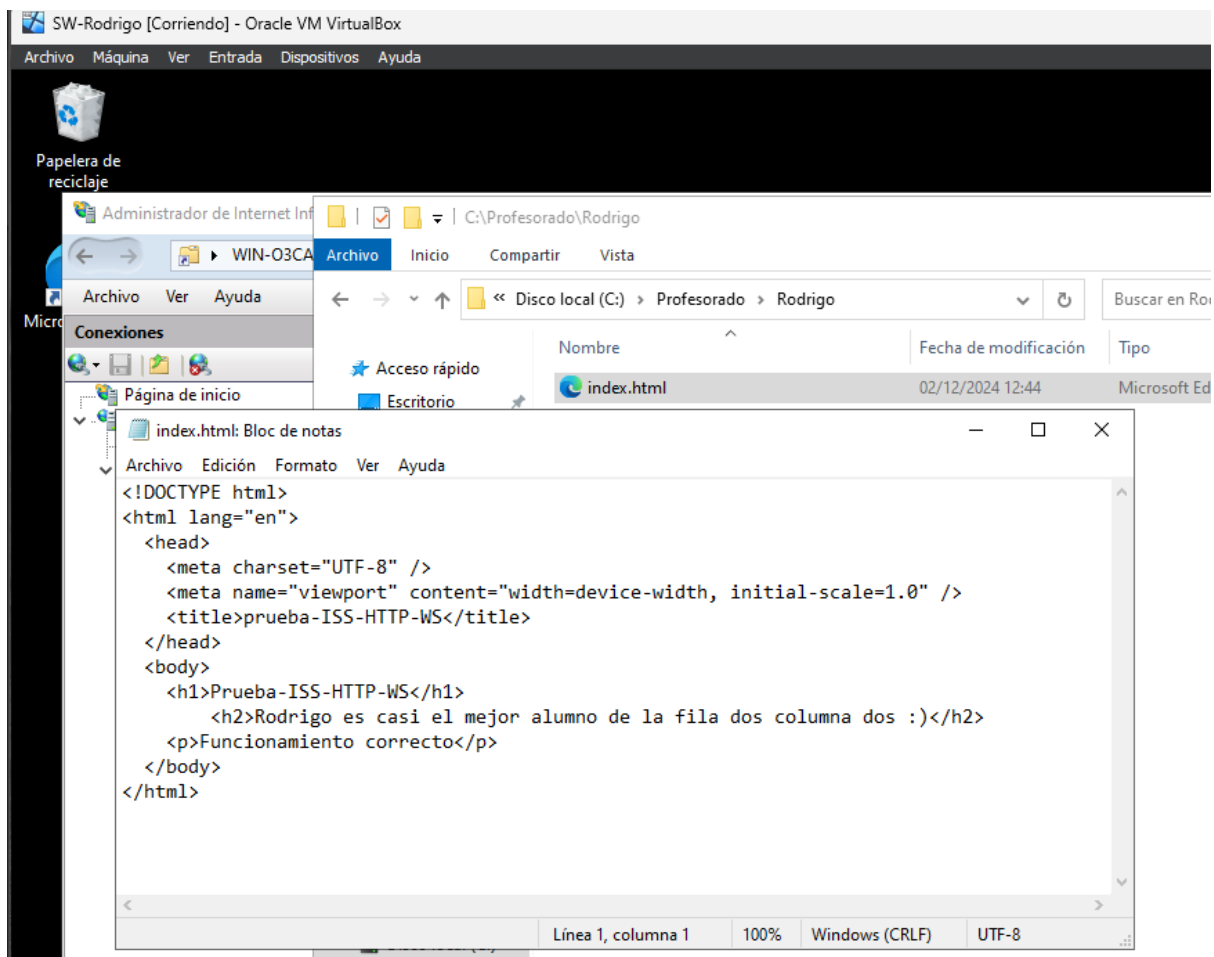 SW-Rodrigo [Corriendo] - Oracle VM VirtualBox
Archivo Máquina Ver Entrada Dispositivos Ayuda
Papelera de
reciclaje
Administrador de Internet Inf
C:\Profesorado\Rodrigo
WIN-O3CA
Archivo Inicio Compartir Vista
Archivo Ver Ayuda
« Disco local (C:) > Profesorado > Rodrigo
Buscar en Ro
Micro
Conexiones
Nombre Fecha de modificación Tipo
Acceso rápido
Página de inicio
Escritorio
index.html 02/12/2024 12:44 Microsoft Ed
index.html: Bloc de notas
Archivo Edición Formato Ver Ayuda
<!DOCTYPE html>
<html lang="en">
<head>
<meta charset="UTF-8" />
<meta name="viewport" content="width=device-width, initial-scale=1.0" />
<title>prueba-ISS-HTTP-WS</title>
</head>
<body>
<h1>Prueba-ISS-HTTP-WS</h1>
<h2>Rodrigo es casi el mejor alumno de la fila dos columna dos :)</h2>
<p>Funcionamiento correcto</p>
</body>
</html>
Línea 1, columna 1 100% Windows (CRLF) UTF-8